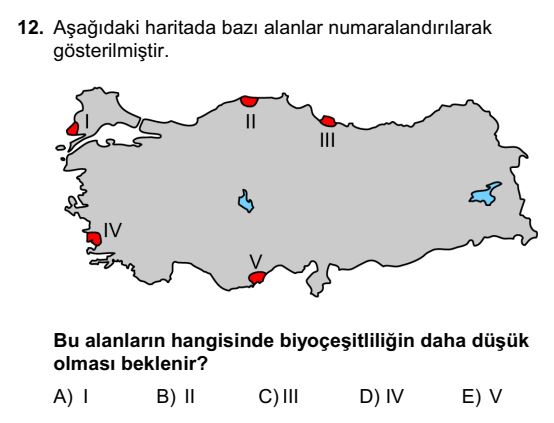 12. Aşağıdaki haritada bazı alanlar numaralandırılarak
gösterilmiştir.
I
II
III
IV
V
Bu alanların hangisinde biyoçeşitliliğin daha düşük
olması beklenir?
A) I B) II C) III D) IV E) V